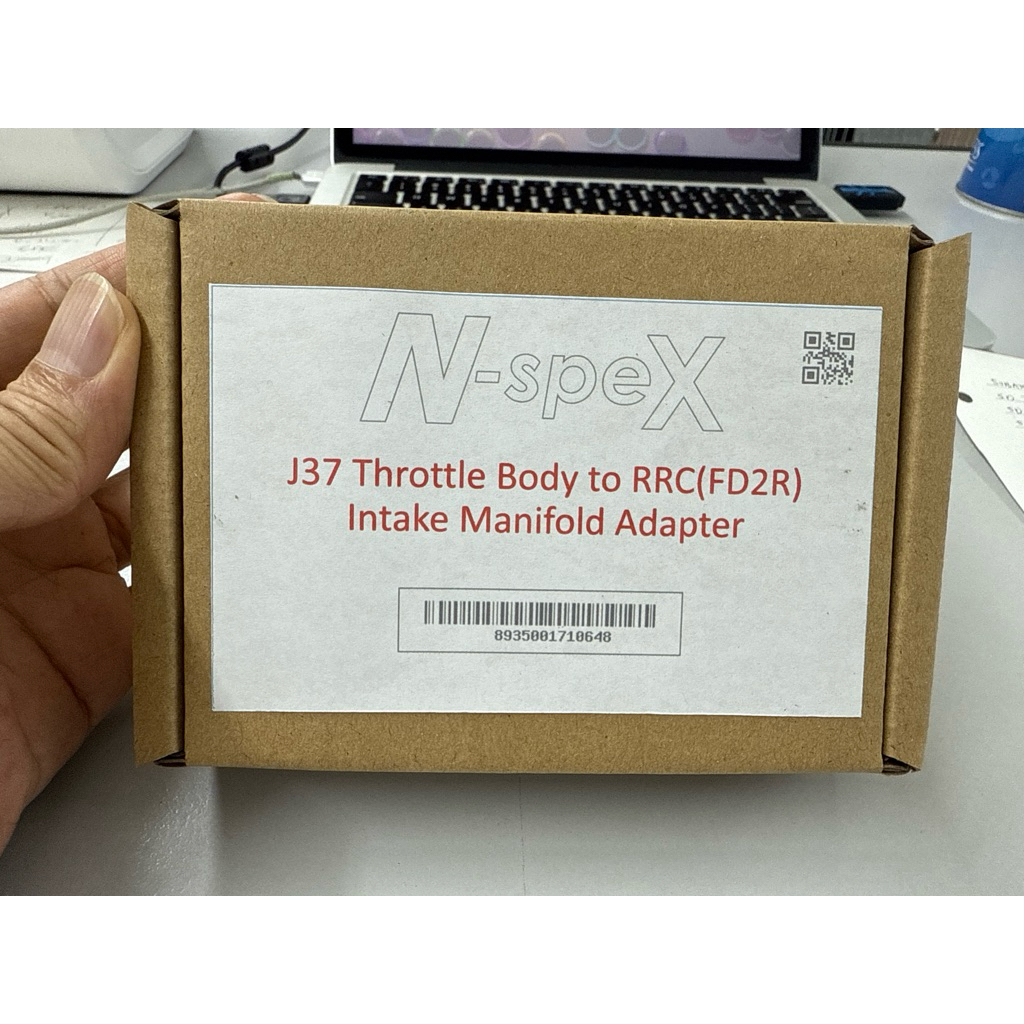 N-speX
J37 Throttle Body to RRC(FD2R)
Intake Manifold Adapter
8935001710648